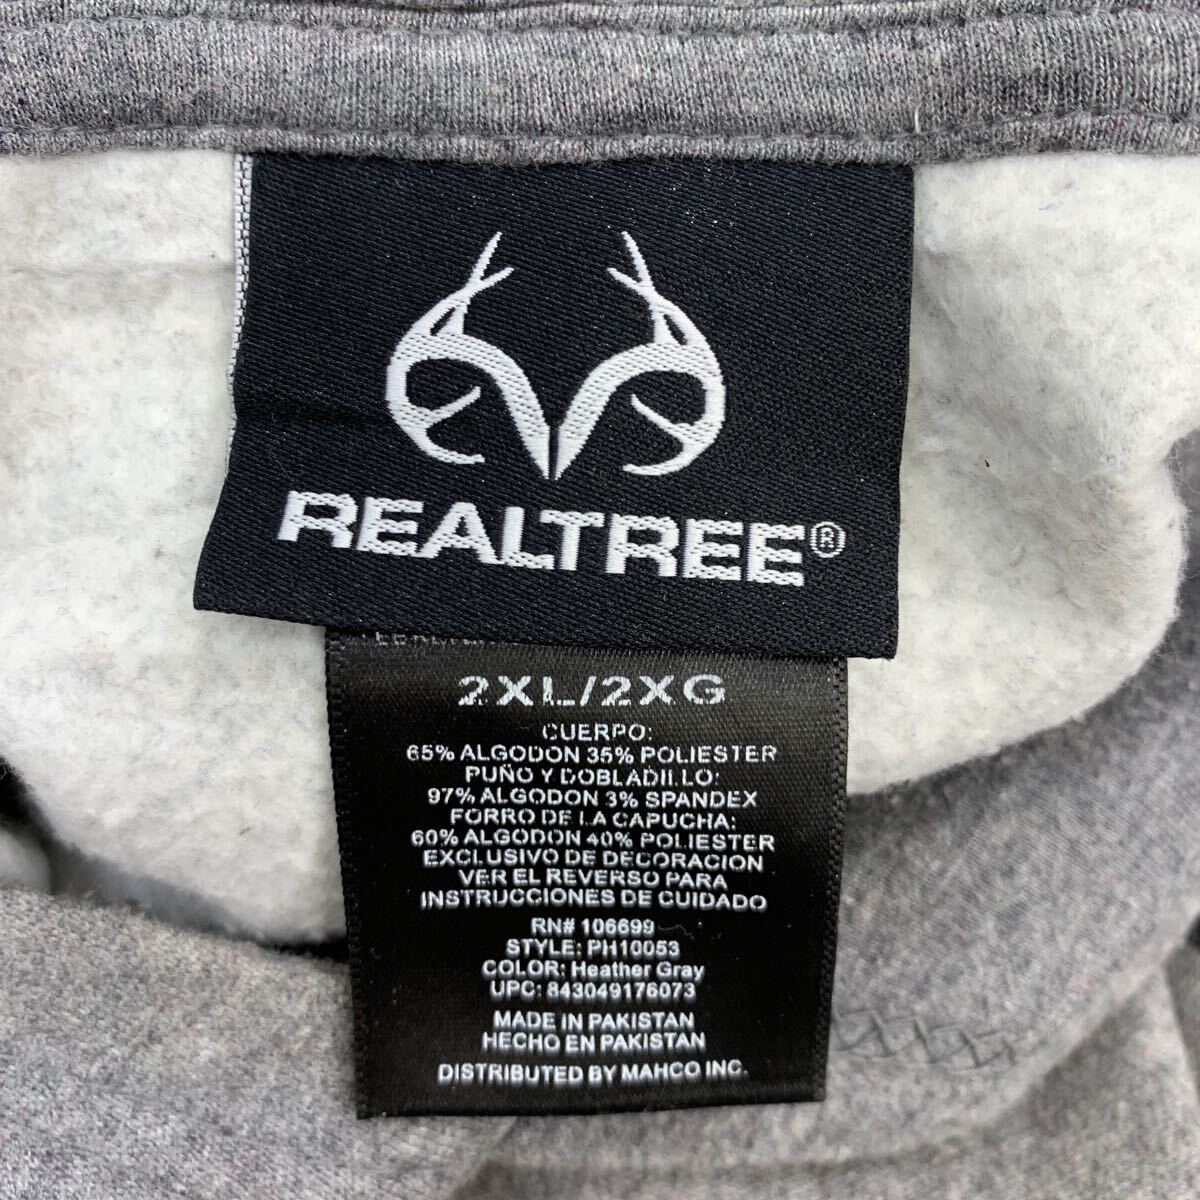 REALTREE®
2XL/2XG
CUERPO:
65% ALGODON 35% POLIESTER
PUÑO Y DOBLADILLO:
97% ALGODON 3% SPANDEX
FORRO DE LA CAPUCHA:
60% ALGODON 40% POLIESTER
EXCLUSIVO DE DECORACION
VER EL REVERSO PARA
INSTRUCCIONES DE CUIDADO
RN# 106699
STYLE: PH10053
COLOR: Heather Gray
UPC: 843049176073
MADE IN PAKISTAN
HECHO EN PAKISTAN
DISTRIBUTED BY MAHCO INC.